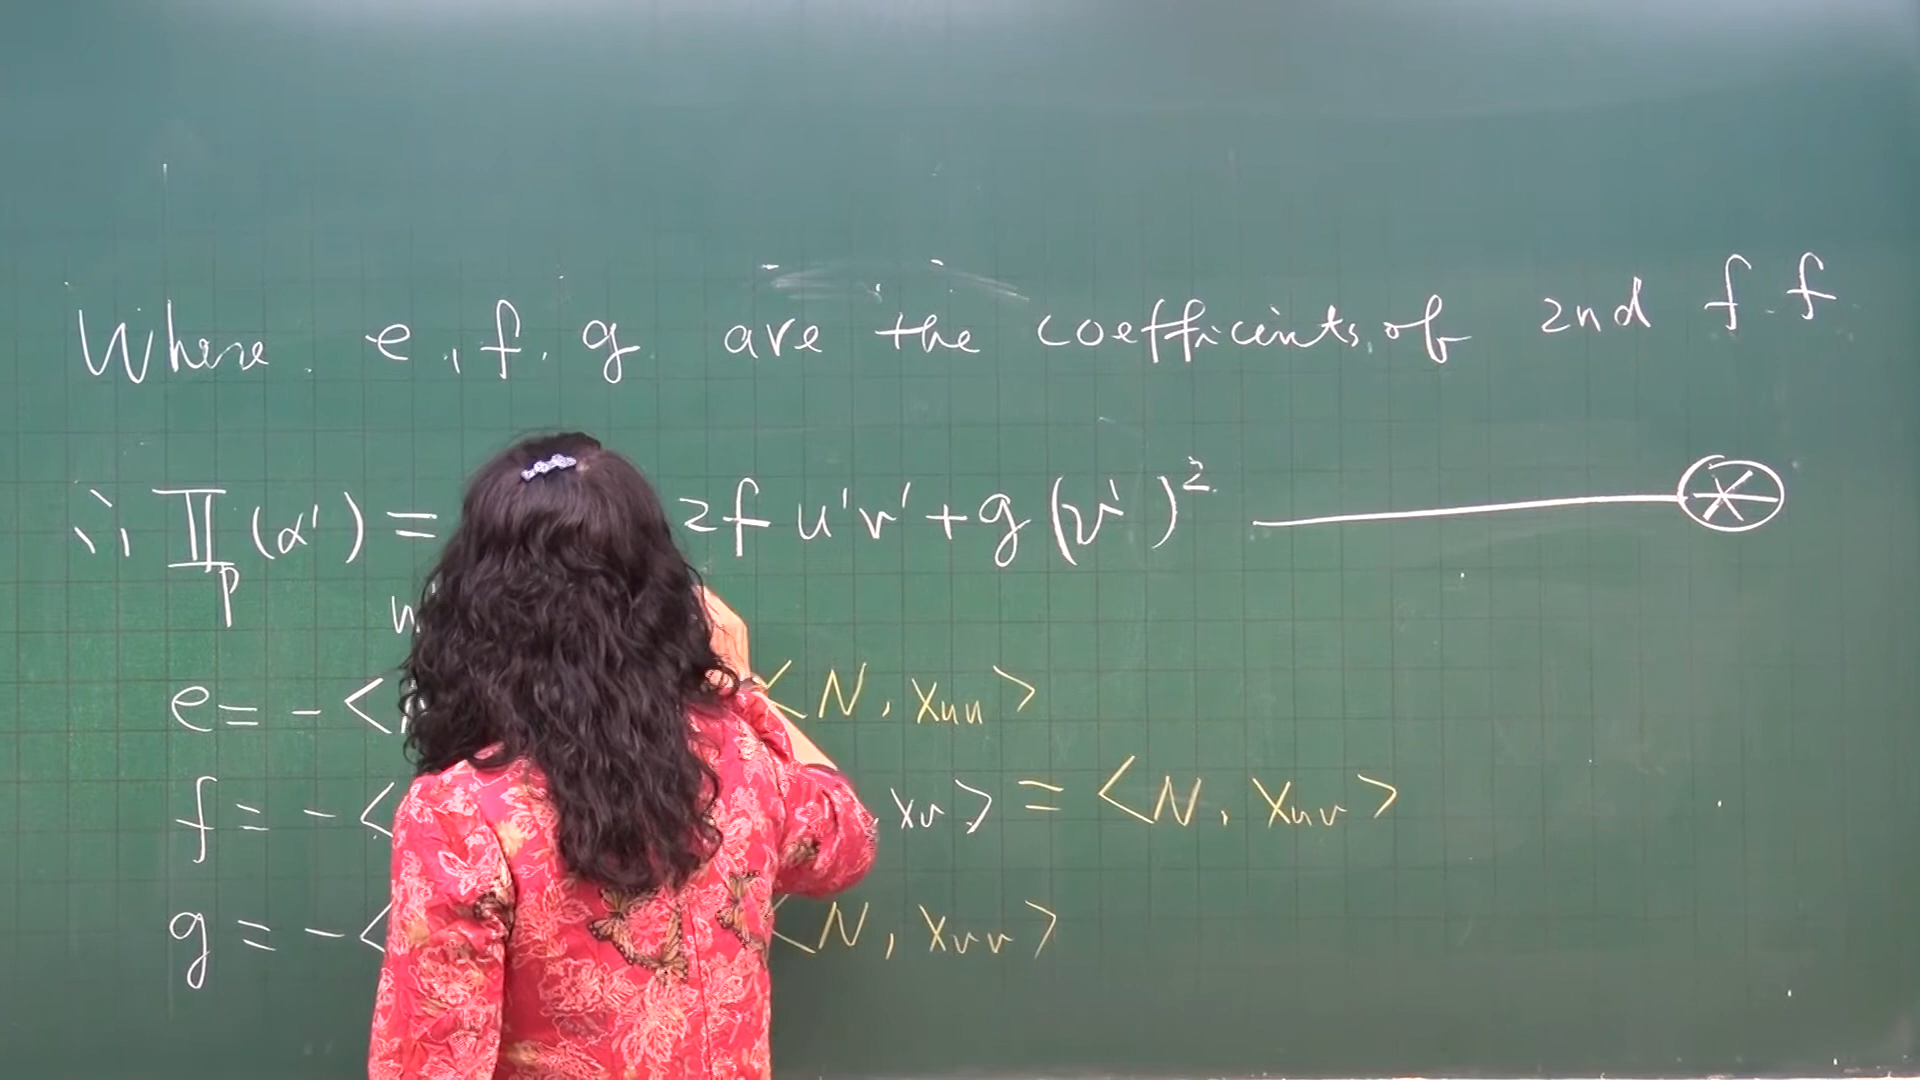 Where e, f, g are the coefficients of 2nd f.f
∴ II_p(α') = 2f u'v' + g(v')² ——— ⊛
w
e = - < <N, Xuu>
f = - < , Xv> = <N, Xuv>
g = - < <N, Xvv>